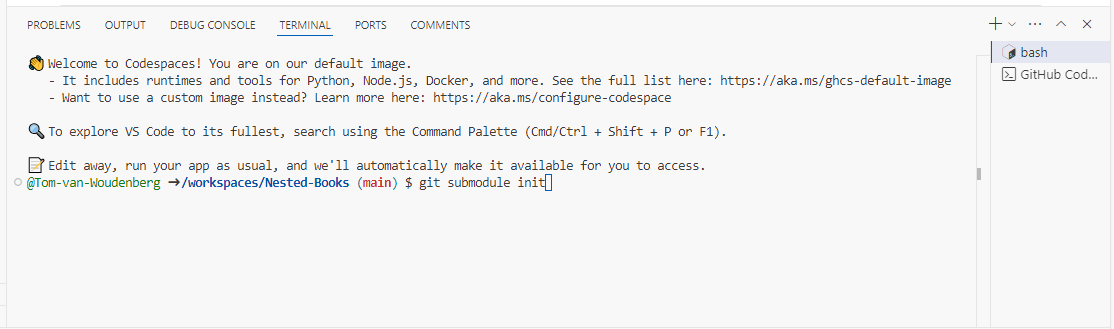 PROBLEMS OUTPUT DEBUG CONSOLE TERMINAL PORTS COMMENTS
👋 Welcome to Codespaces! You are on our default image.
- It includes runtimes and tools for Python, Node.js, Docker, and more. See the full list here: https://aka.ms/ghcs-default-image
- Want to use a custom image instead? Learn more here: https://aka.ms/configure-codespace
🔍 To explore VS Code to its fullest, search using the Command Palette (Cmd/Ctrl + Shift + P or F1).
📝 Edit away, run your app as usual, and we'll automatically make it available for you to access.
@Tom-van-Woudenberg ➜/workspaces/Nested-Books (main) $ git submodule init
bash
GitHub Cod...